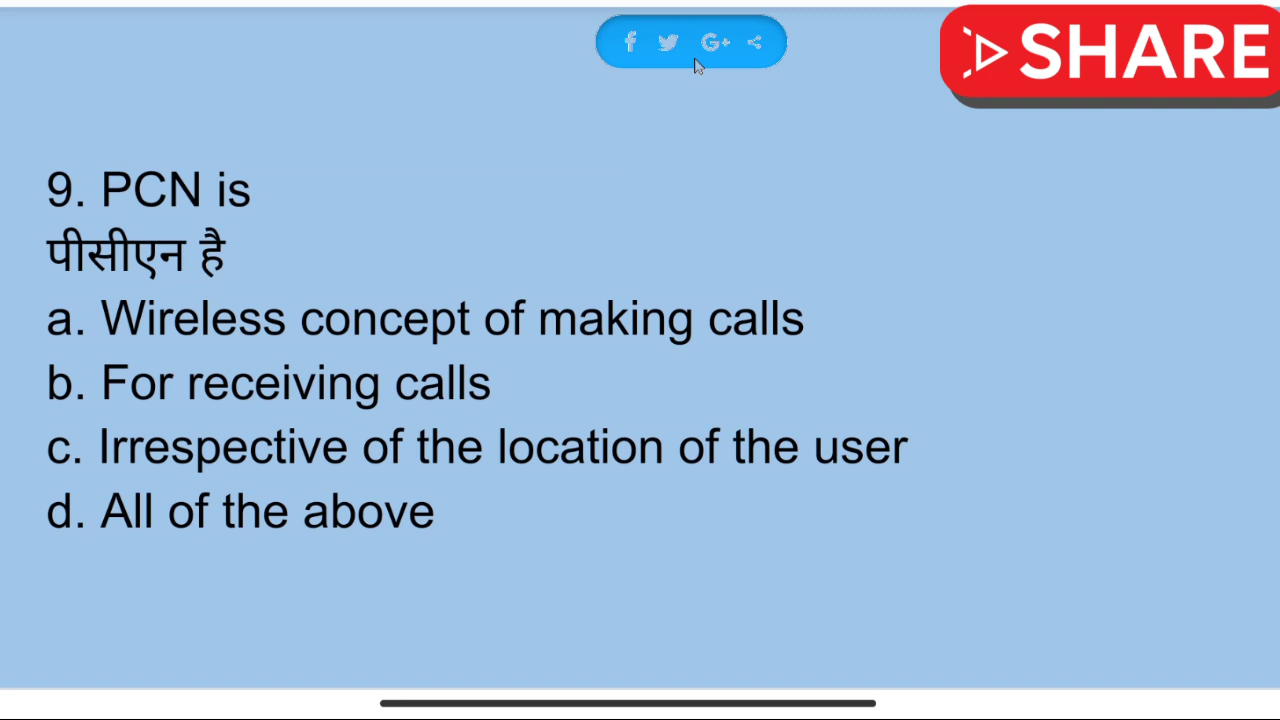 SHARE
9. PCN is
पीसीएन है
a. Wireless concept of making calls
b. For receiving calls
c. Irrespective of the location of the user
d. All of the above